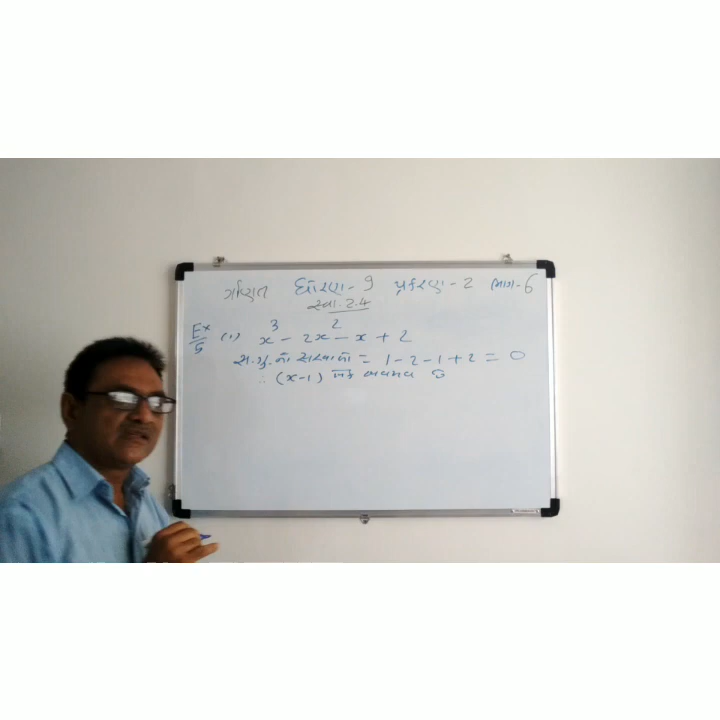 ગણિત ધોરણ - 9 પ્રકરણ - 2 ભાગ - 6
સ્વા. 2.4
Ex 5 (1) x³ - 2x² - x + 2
સ.ગુ. નો સરવાળો = 1 - 2 - 1 + 2 = 0
∴ (x-1) એક અવયવ છે